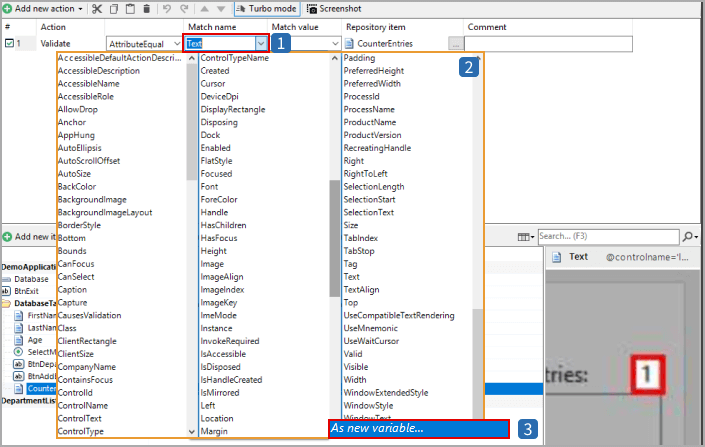 Add new action
Turbo mode
Screenshot
#
Action
Match name
Match value
Repository item
Comment
1
Validate
AttributeEqual
Text
1
CounterEntries
...
2
AccessibleDefaultActionDescri...
AccessibleDescription
AccessibleName
AccessibleRole
AllowDrop
Anchor
AppHung
AutoEllipsis
AutoScrollOffset
AutoSize
BackColor
BackgroundImage
BackgroundImageLayout
BorderStyle
Bottom
Bounds
CanFocus
CanSelect
Caption
Capture
CausesValidation
Class
ClientRectangle
ClientSize
CompanyName
ContainsFocus
ControlId
ControlName
ControlText
ControlType
ControlTypeName
Created
Cursor
DeviceDpi
DisplayRectangle
Disposing
Dock
Enabled
FlatStyle
Focused
Font
ForeColor
Handle
HasChildren
HasFocus
Height
Image
ImageAlign
ImageIndex
ImageKey
ImeMode
Instance
InvokeRequired
IsAccessible
IsDisposed
IsHandleCreated
IsMirrored
Left
Location
Margin
Padding
PreferredHeight
PreferredWidth
ProcessId
ProcessName
ProductName
ProductVersion
RecreatingHandle
Right
RightToLeft
SelectionLength
SelectionStart
SelectionText
Size
TabIndex
TabStop
Tag
Text
TextAlign
Top
UseCompatibleTextRendering
UseMnemonic
UseWaitCursor
Valid
Visible
Width
WindowExtendedStyle
WindowStyle
WindowText
As new variable...
3
Add new it
Search... (F3)
DemoApplicat
Database
BtnExit
DatabaseTa
FirstNam
LastNam
Age
SelectM
BtnDepa
BtnAddE
Counter
DepartmentLis
Text
@controlname='l...
tries:
1